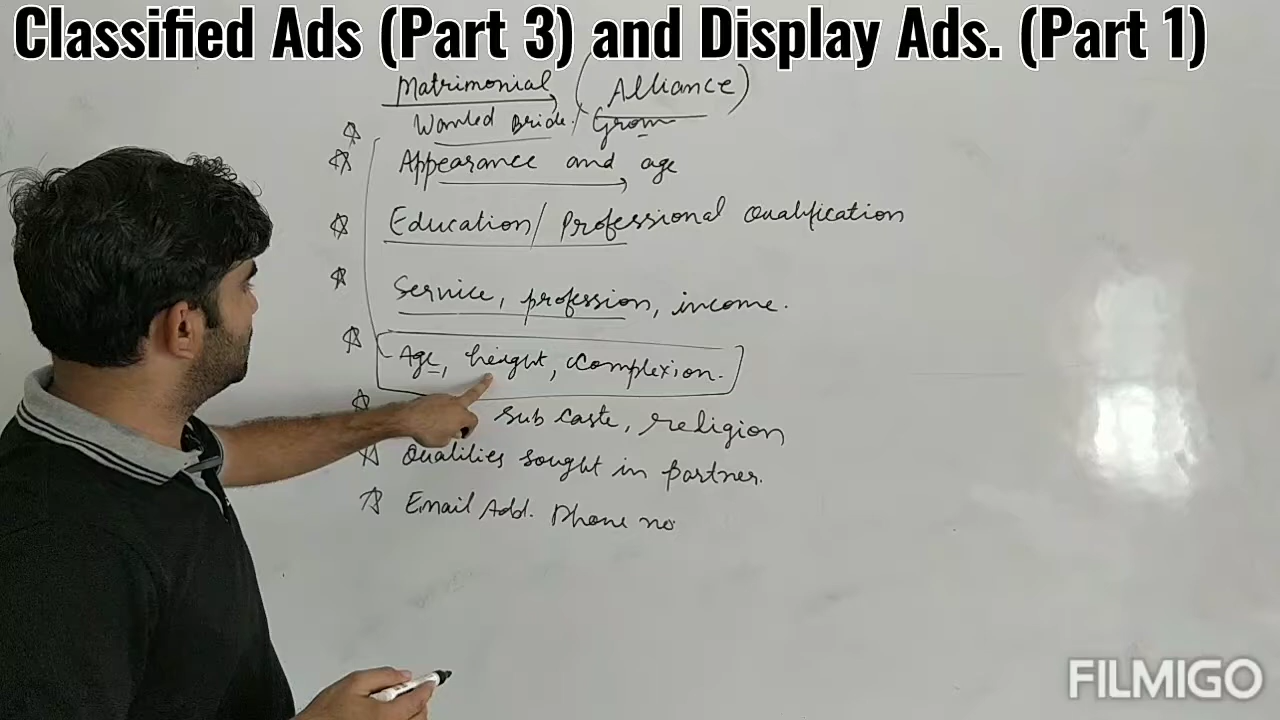 Classified Ads (Part 3) and Display Ads. (Part 1)
Matrimonial (Alliance)
Wanted Bride / Grom
Appearance and age
Education / Professional Qualification
Service, profession, income.
Age, height, Complexion.
Sub Caste, religion
Qualities sought in partner.
Email Add. Phone no
FILMIGO